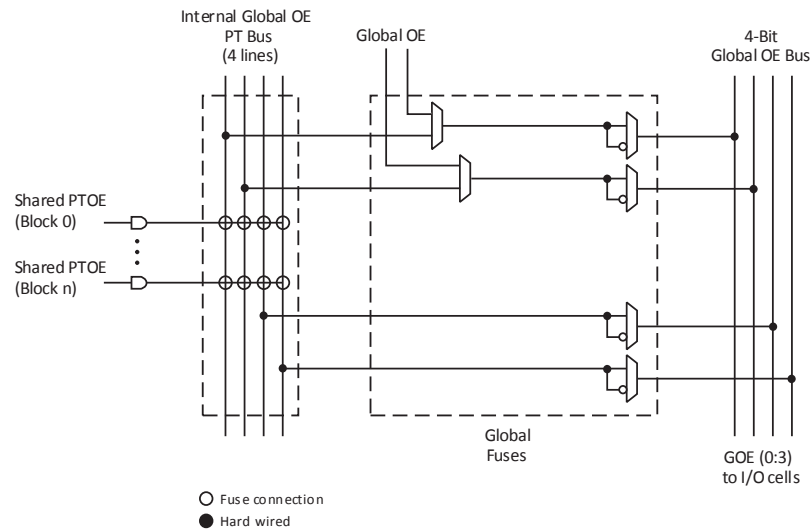 Internal Global OE
PT Bus
(4 lines)
Global OE
4-Bit
Global OE Bus
Shared PTOE
(Block 0)
Shared PTOE
(Block n)
Global
Fuses
GOE (0:3)
to I/O cells
Fuse connection
Hard wired